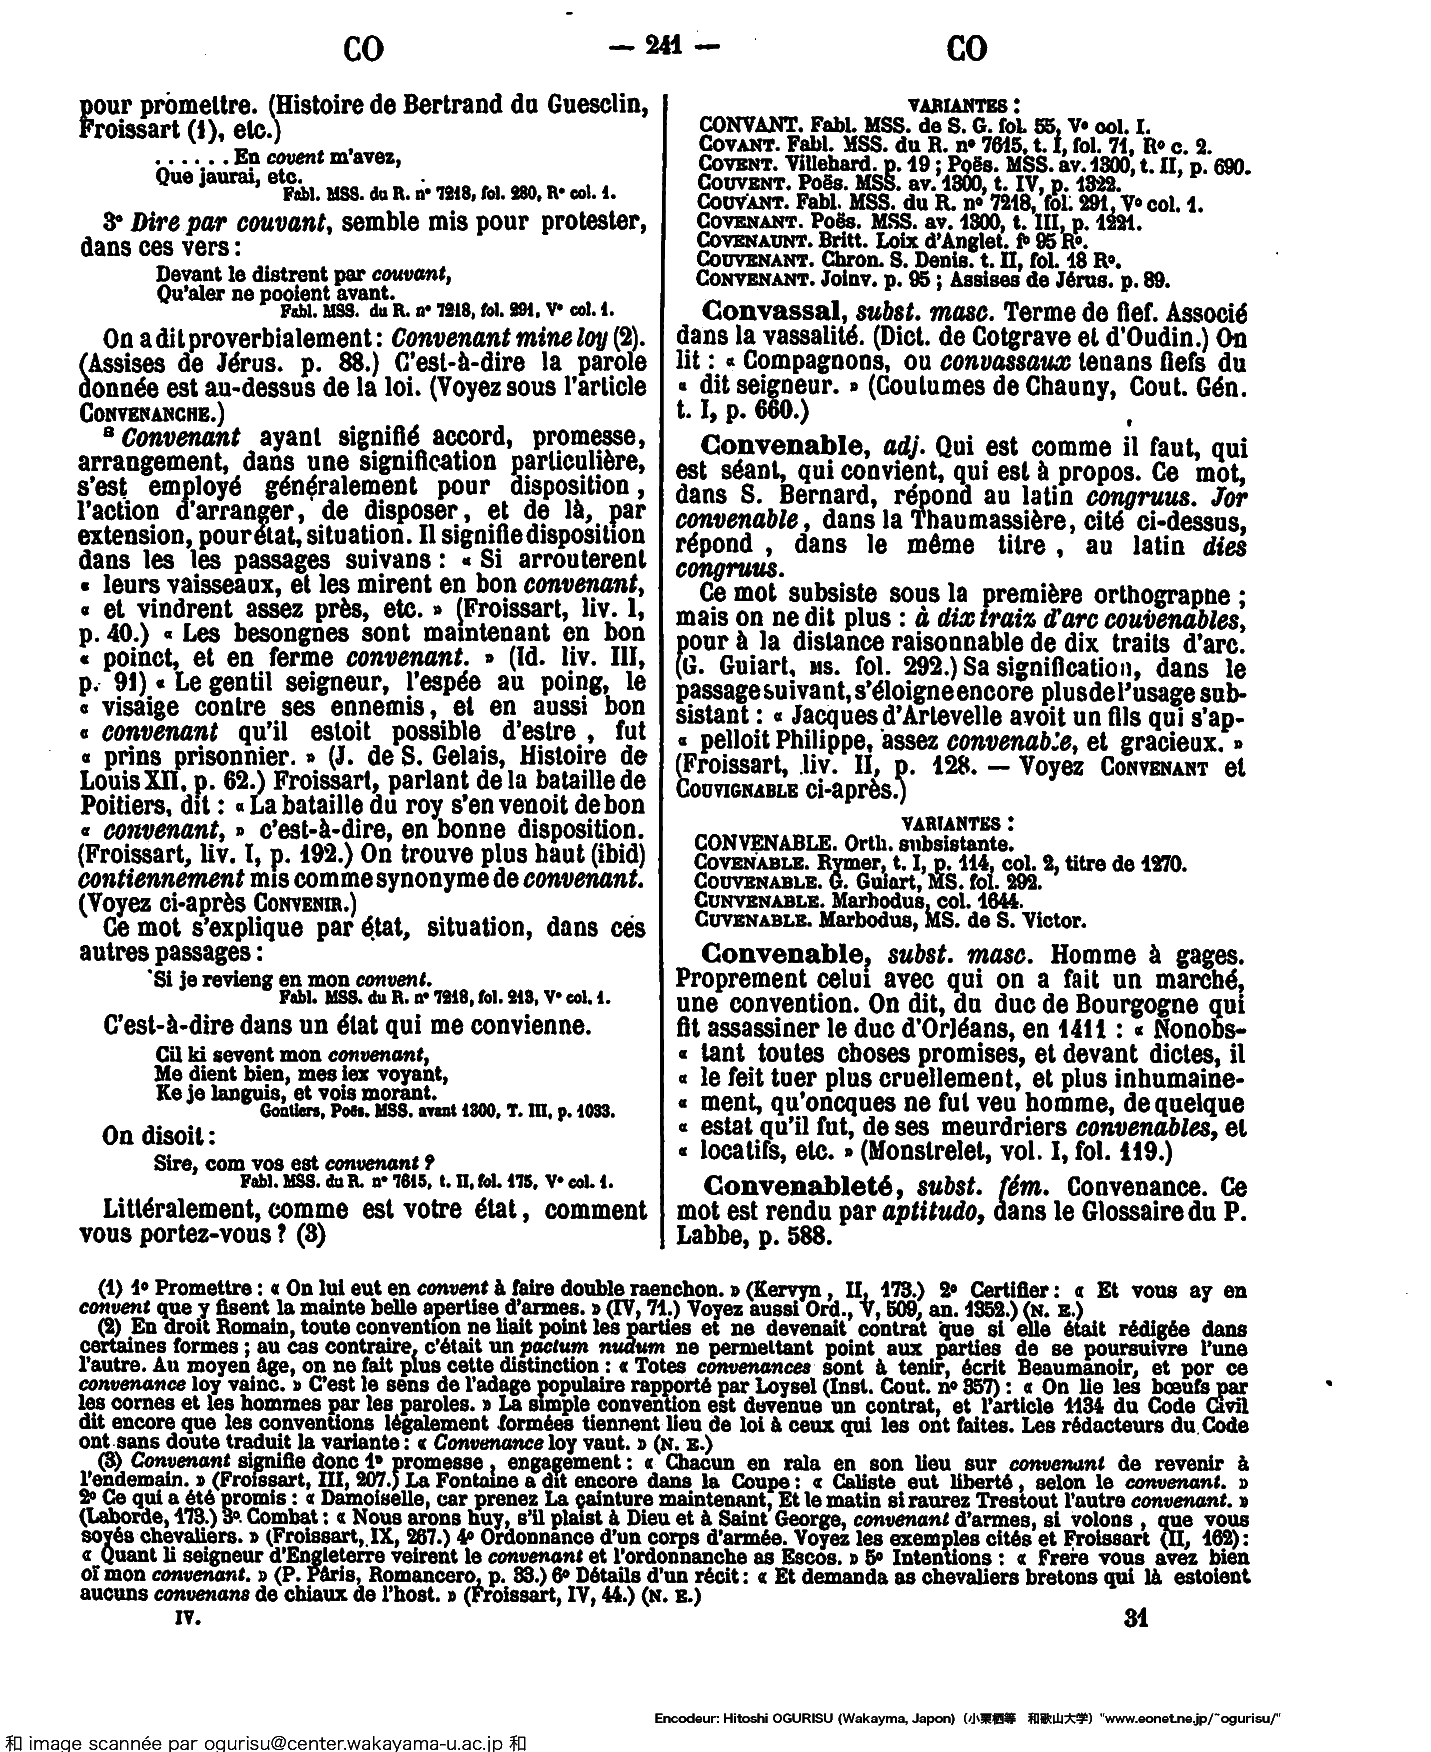 CO — 241 — CO
pour promettre. (Histoire de Bertrand du Guesclin,
Froissart (1), etc.)
. . . . . . En covent m'avez,
Que jaurai, etc.
Fabl. MSS. du R. nº 7218, fol. 280, Rº col. 1.
3º Dire par couvant, semble mis pour protester,
dans ces vers :
Devant le distrent par couvant,
Qu'aler ne pooient avant.
Fabl. MSS. du R. nº 7218, fol. 291, Vº col. 1.
On a dit proverbialement : Convenant mine loy (2).
(Assises de Jérus. p. 88.) C'est-à-dire la parole
donnée est au-dessus de la loi. (Voyez sous l'article
CONVENANCHE.)
B Convenant ayant signifié accord, promesse,
arrangement, dans une signification particulière,
s'est employé généralement pour disposition,
l'action d'arranger, de disposer, et de là, par
extension, pour état, situation. Il signifie disposition
dans les les passages suivans : « Si arrouterent
« leurs vaisseaux, et les mirent en bon convenant,
« et vindrent assez près, etc. » (Froissart, liv. I,
p. 40.) « Les besongnes sont maintenant en bon
« poinct, et en ferme convenant. » (Id. liv. III,
p. 91) « Le gentil seigneur, l'espée au poing, le
« visaige contre ses ennemis, et en aussi bon
« convenant qu'il estoit possible d'estre, fut
« prins prisonnier. » (J. de S. Gelais, Histoire de
Louis XII, p. 62.) Froissart, parlant de la bataille de
Poitiers, dit : « La bataille du roy s'en venoit de bon
« convenant, » c'est-à-dire, en bonne disposition.
(Froissart, liv. I, p. 192.) On trouve plus haut (ibid)
contiennement mis comme synonyme de convenant.
(Voyez ci-après CONVENIR.)
Ce mot s'explique par état, situation, dans ces
autres passages :
Si je revieng en mon convent.
Fabl. MSS. du R. nº 7218, fol. 213, Vº col. 1.
C'est-à-dire dans un état qui me convienne.
Cil ki sevent mon convenant,
Me dient bien, mes iex voyant,
Ke je languis, et vois morant.
Gontiers, Poës. MSS. avant 1300, T. III, p. 1033.
On disoit :
Sire, com vos est convenant ?
Fabl. MSS. du R. nº 7615, t. II, fol. 175, Vº col. 1.
Littéralement, comme est votre état, comment
vous portez-vous ? (3)
VARIANTES :
CONVANT. Fabl. MSS. de S. G. fol. 55, Vº col. I.
COVANT. Fabl. MSS. du R. nº 7615, t. I, fol. 71, Rº c. 2.
COVENT. Villehard. p. 19 ; Poës. MSS. av. 1300, t. II, p. 690.
COUVENT. Poës. MSS. av. 1300, t. IV, p. 1322.
COUVANT. Fabl. MSS. du R. nº 7218, fol. 291, Vº col. 1.
COVENANT. Poës. MSS. av. 1300, t. III, p. 1221.
COVENAUNT. Britt. Loix d'Anglet. fº 95 Rº.
COUVENANT. Chron. S. Denis. t. II, fol. 18 Rº.
CONVENANT. Joinv. p. 95 ; Assises de Jérus. p. 89.
Convassal, subst. masc. Terme de fief. Associé
dans la vassalité. (Dict. de Cotgrave et d'Oudin.) On
lit : « Compagnons, ou convassaux tenans fiefs du
« dit seigneur. » (Coutumes de Chauny, Cout. Gén.
t. I, p. 660.)
Convenable, adj. Qui est comme il faut, qui
est séant, qui convient, qui est à propos. Ce mot,
dans S. Bernard, répond au latin congruus. Jor
convenable, dans la Thaumassière, cité ci-dessus,
répond, dans le même titre, au latin dies
congruus.
Ce mot subsiste sous la première orthographe ;
mais on ne dit plus : à dix traiz d'arc couvenables,
pour à la distance raisonnable de dix traits d'arc.
(G. Guiart, MS. fol. 292.) Sa signification, dans le
passage suivant, s'éloigne encore plus de l'usage sub-
sistant : « Jacques d'Artevelle avoit un fils qui s'ap-
« pelloit Philippe, assez convenable, et gracieux. »
(Froissart, liv. II, p. 128. — Voyez CONVENANT et
COUVIGNABLE ci-après.)
VARIANTES :
CONVENABLE. Orth. subsistante.
COVENABLE. Rymer, t. I, p. 114, col. 2, titre de 1270.
COUVENABLE. G. Guiart, MS. fol. 292.
CUNVENABLE. Marbodus, col. 1644.
CUVENABLE. Marbodus, MS. de S. Victor.
Convenable, subst. masc. Homme à gages.
Proprement celui avec qui on a fait un marché,
une convention. On dit, du duc de Bourgogne qui
fit assassiner le duc d'Orléans, en 1411 : « Nonobs-
« tant toutes choses promises, et devant dictes, il
« le feit tuer plus cruellement, et plus inhumaine-
« ment, qu'oncques ne fut veu homme, de quelque
« estat qu'il fut, de ses meurdriers convenables, et
« locatifs, etc. » (Monstrelet, vol. I, fol. 119.)
Convenableté, subst. fém. Convenance. Ce
mot est rendu par aptitudo, dans le Glossaire du P.
Labbe, p. 588.
(1) 1º Promettre : « On lui eut en convent à faire double raenchon. » (Kervyn, II, 173.) 2º Certifier : « Et vous ay en
convent que y fisent la mainte belle apertise d'armes. » (IV, 71.) Voyez aussi Ord., V, 509, an. 1352.) (N. E.)
(2) En droit Romain, toute convention ne liait point les parties et ne devenait contrat que si elle était rédigée dans
certaines formes ; au cas contraire, c'était un pactum nudum ne permettant point aux parties de se poursuivre l'une
l'autre. Au moyen âge, on ne fait plus cette distinction : « Totes convenances sont à tenir, écrit Beaumanoir, et por ce
convenance loy vainc. » C'est le sens de l'adage populaire rapporté par Loysel (Inst. Cout. nº 357) : « On lie les bœufs par
les cornes et les hommes par les paroles. » La simple convention est devenue un contrat, et l'article 1134 du Code Civil
dit encore que les conventions légalement formées tiennent lieu de loi à ceux qui les ont faites. Les rédacteurs du Code
ont sans doute traduit la variante : « Convenance loy vaut. » (N. E.)
(3) Convenant signifie donc 1º promesse, engagement : « Chacun en rala en son lieu sur convenant de revenir à
l'endemain. » (Froissart, III, 207.) La Fontaine a dit encore dans la Coupe : « Caliste eut liberté, selon le convenant. »
2º Ce qui a été promis : « Damoiselle, car prenez La çainture maintenant, Et le matin si raurez Trestout l'autre convenant. »
(Laborde, 173.) 3º. Combat : « Nous arons huy, s'il plaist à Dieu et à Saint George, convenant d'armes, si volons, que vous
soyés chevaliers. » (Froissart, IX, 267.) 4º Ordonnance d'un corps d'armée. Voyez les exemples cités et Froissart (II, 162) :
« Quant li seigneur d'Engleterre veirent le convenant et l'ordonnanche as Escos. » 5º Intentions : « Frere vous avez bien
oï mon convenant. » (P. Pâris, Romancero, p. 33.) 6º Détails d'un récit : « Et demanda as chevaliers bretons qui là estoient
aucuns convenans de chiaux de l'host. » (Froissart, IV, 44.) (N. E.)
IV. 31
Encodeur: Hitoshi OGURISU (Wakayma, Japon) (小栗栖等 和歌山大学) "www.eonet.ne.jp/~ogurisu/"
和 image scannée par ogurisu@center.wakayama-u.ac.jp 和